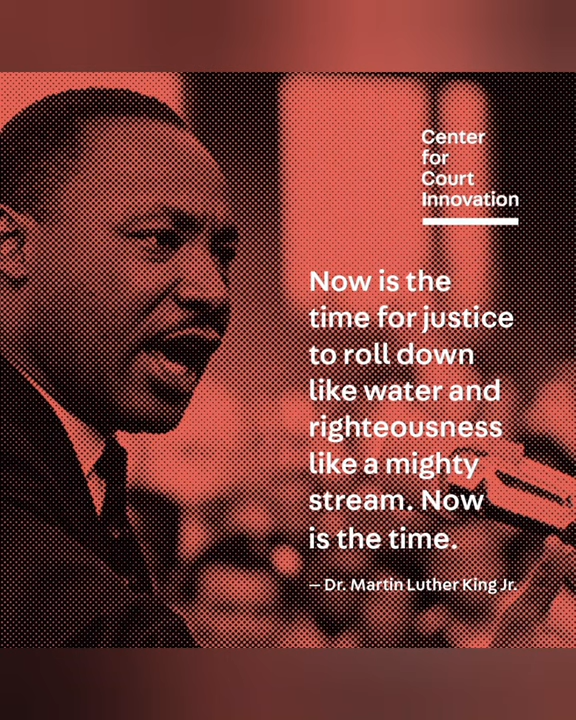 Center
for
Court
Innovation
Now is the
time for justice
to roll down
like water and
righteousness
like a mighty
stream. Now
is the time.
– Dr. Martin Luther King Jr.